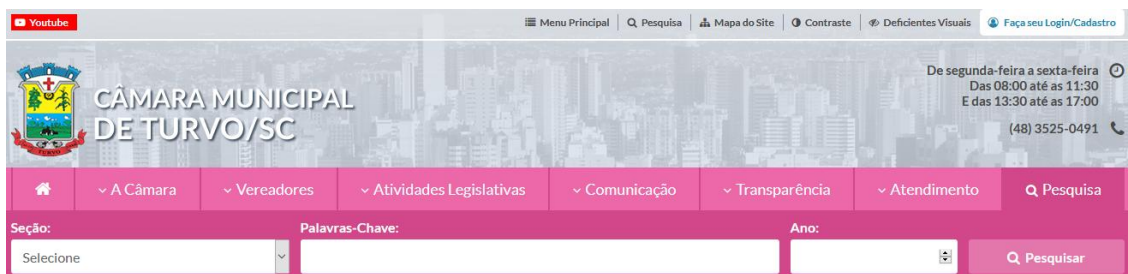 Youtube
Menu Principal
Pesquisa
Mapa do Site
Contraste
Deficientes Visuais
Faça seu Login/Cadastro
CÂMARA MUNICIPAL
DE TURVO/SC
TURVO
De segunda-feira a sexta-feira
Das 08:00 até as 11:30
E das 13:30 até as 17:00
(48) 3525-0491
A Câmara
Vereadores
Atividades Legislativas
Comunicação
Transparência
Atendimento
Pesquisa
Seção:
Palavras-Chave:
Ano:
Selecione
Pesquisar